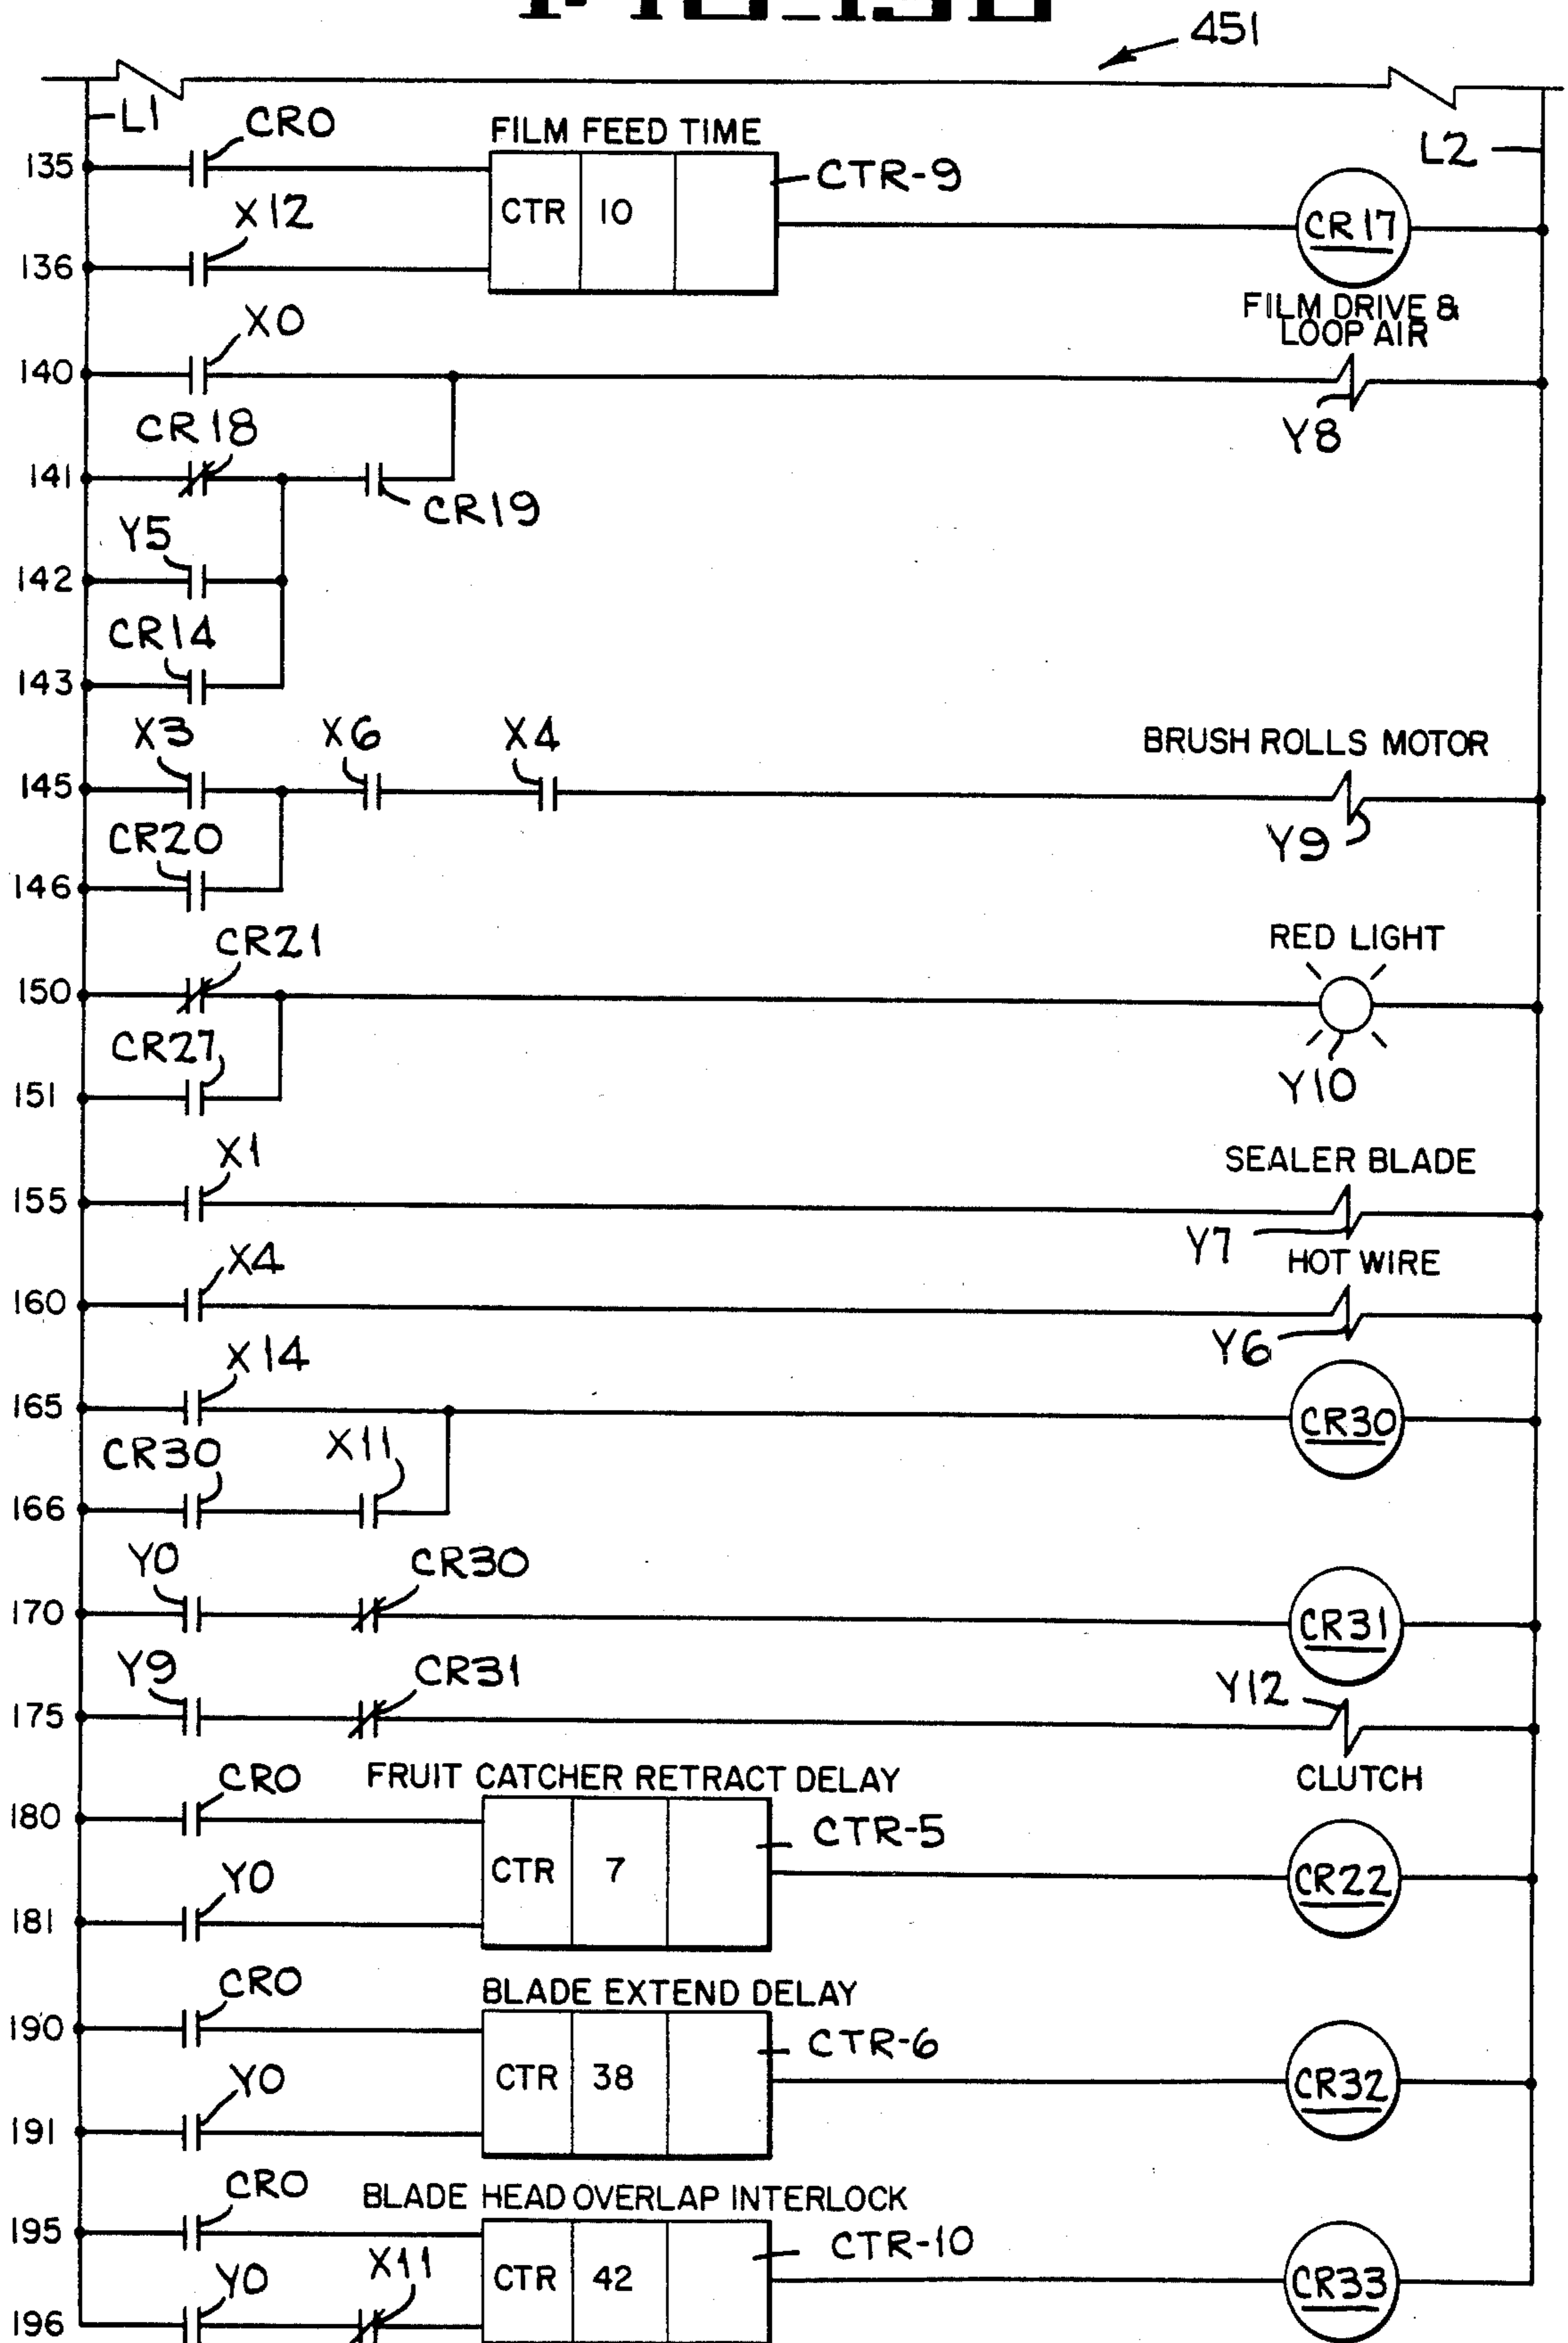 451
L1
CR0
FILM FEED TIME
L2
135
CTR-9
X12
CTR 10
CR17
136
FILM DRIVE &
LOOP AIR
X0
140
Y8
CR18
141
CR19
Y5
142
CR14
143
X3 X6 X4
BRUSH ROLLS MOTOR
145
Y9
CR20
146
CR21
RED LIGHT
150
CR27
Y10
151
X1
SEALER BLADE
155
Y7
X4
HOT WIRE
160
Y6
X14
165
CR30
CR30 X11
166
Y0 CR30
170
CR31
Y9 CR31
Y12
175
CLUTCH
CR0
FRUIT CATCHER RETRACT DELAY
180
CTR-5
Y0
CTR 7
CR22
181
CR0
BLADE EXTEND DELAY
190
CTR-6
Y0
CTR 38
CR32
191
CR0
BLADE HEAD OVERLAP INTERLOCK
195
CTR-10
Y0 X11
CTR 42
CR33
196